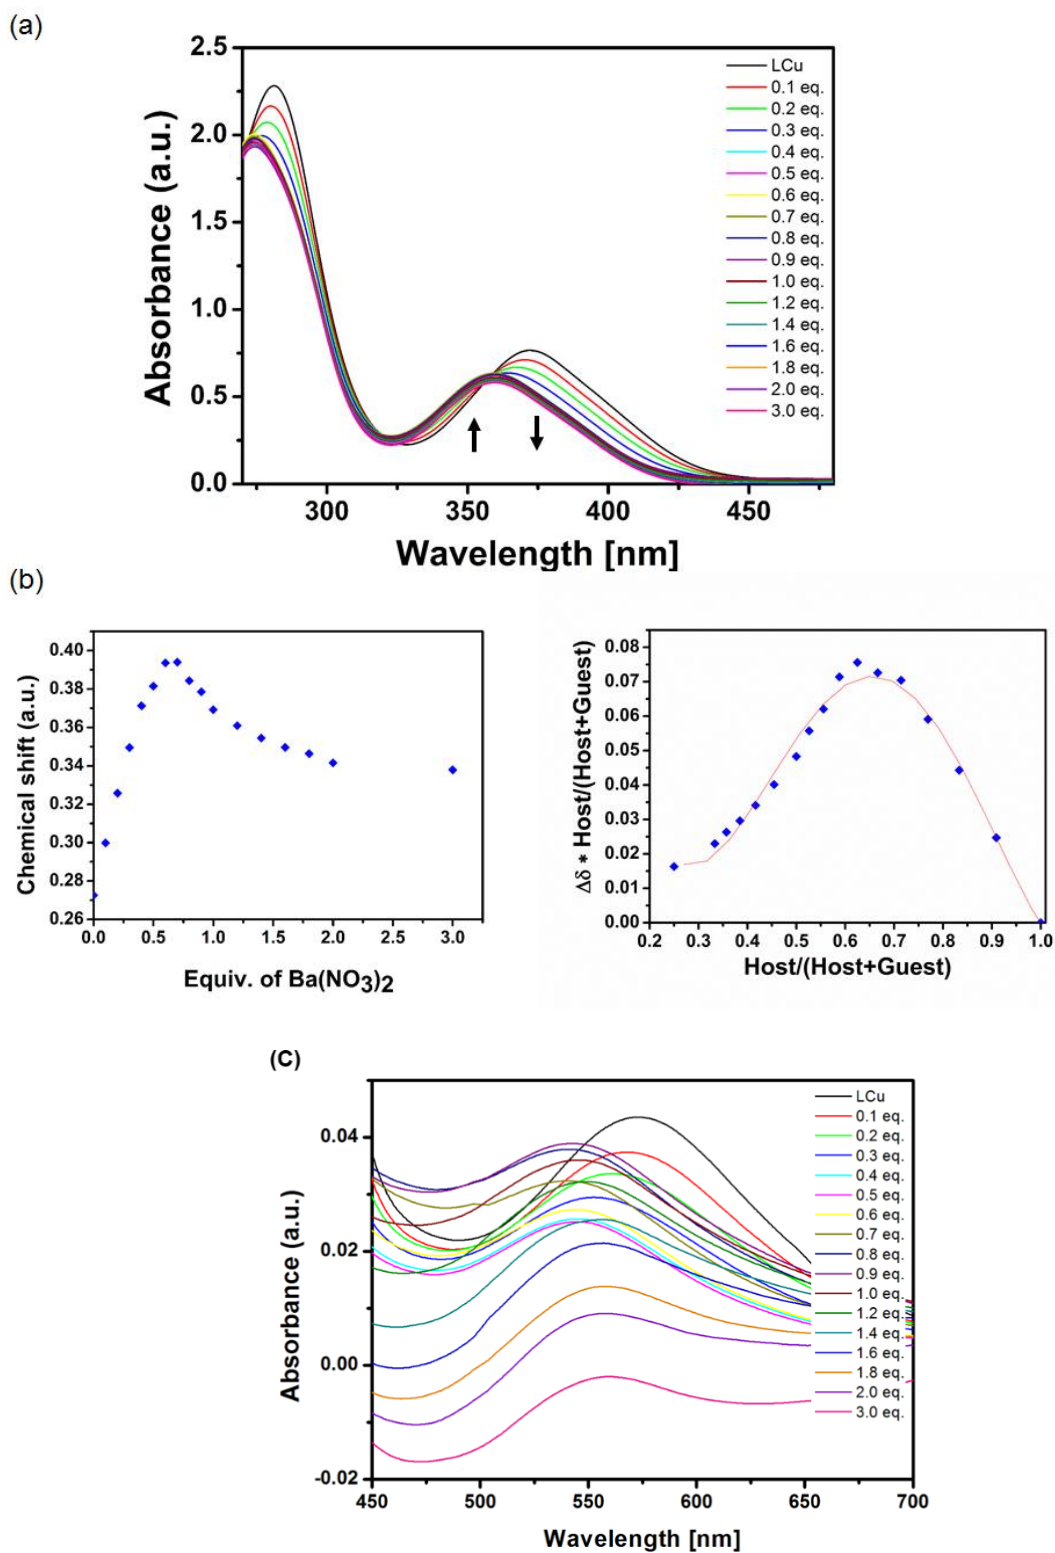 (a)
2.5
2.0
1.5
1.0
0.5
0.0
Absorbance (a.u.)
LCu
0.1 eq.
0.2 eq.
0.3 eq.
0.4 eq.
0.5 eq.
0.6 eq.
0.7 eq.
0.8 eq.
0.9 eq.
1.0 eq.
1.2 eq.
1.4 eq.
1.6 eq.
1.8 eq.
2.0 eq.
3.0 eq.
300 350 400 450
Wavelength [nm]
(b)
0.40
0.38
0.36
0.34
0.32
0.30
0.28
0.26
Chemical shift (a.u.)
0.0 0.5 1.0 1.5 2.0 2.5 3.0
Equiv. of Ba(NO3)2
0.08
0.07
0.06
0.05
0.04
0.03
0.02
0.01
0.00
Δδ * Host/(Host+Guest)
0.2 0.3 0.4 0.5 0.6 0.7 0.8 0.9 1.0
Host/(Host+Guest)
(C)
0.04
0.02
0.00
-0.02
Absorbance (a.u.)
LCu
0.1 eq.
0.2 eq.
0.3 eq.
0.4 eq.
0.5 eq.
0.6 eq.
0.7 eq.
0.8 eq.
0.9 eq.
1.0 eq.
1.2 eq.
1.4 eq.
1.6 eq.
1.8 eq.
2.0 eq.
3.0 eq.
450 500 550 600 650 700
Wavelength [nm]